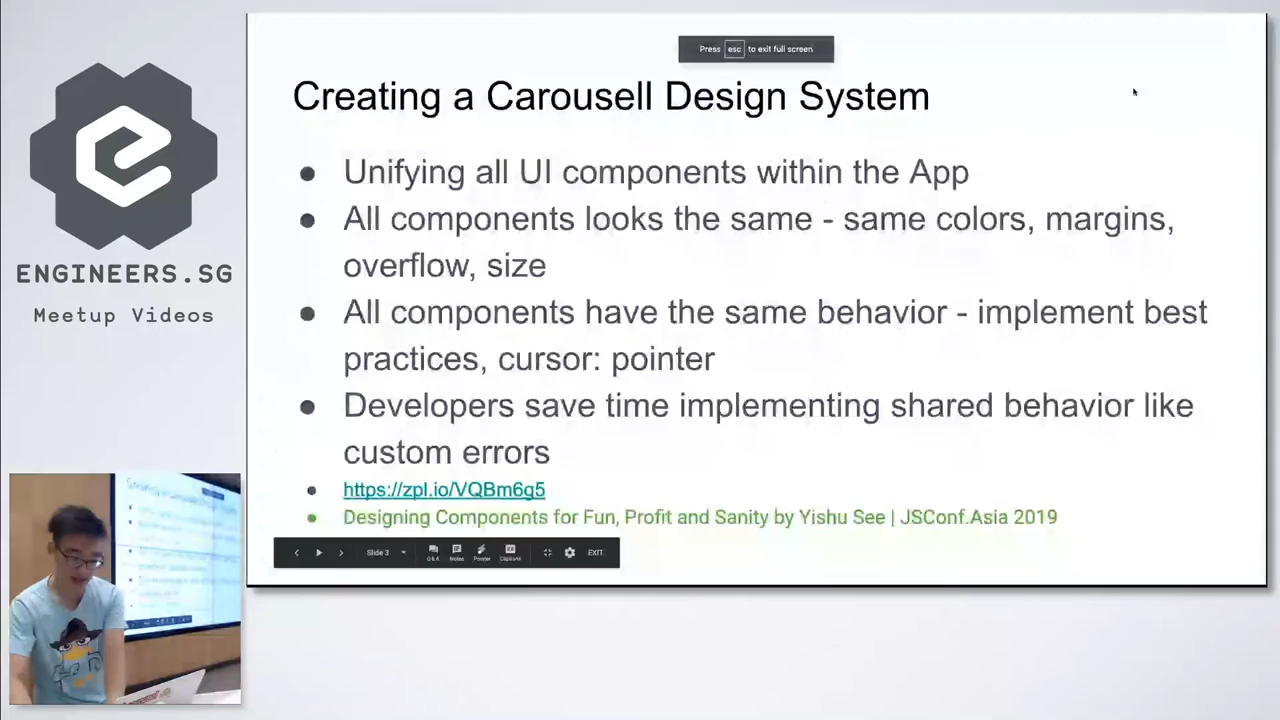 Press esc to exit full screen
Creating a Carousell Design System
● Unifying all UI components within the App
● All components looks the same - same colors, margins,
overflow, size
● All components have the same behavior - implement best
practices, cursor: pointer
● Developers save time implementing shared behavior like
custom errors
● https://zpl.io/VQBm6g5
● Designing Components for Fun, Profit and Sanity by Yishu See | JSConf.Asia 2019
Slide 3
Q&A Notes Pointer Captions
EXIT
ENGINEERS.SG
Meetup Videos